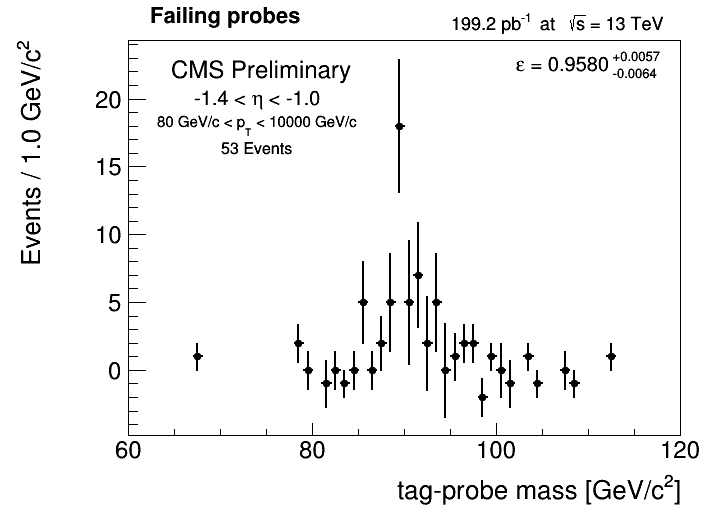 Failing probes
199.2 pb⁻¹ at √s = 13 TeV
CMS Preliminary
-1.4 < η < -1.0
80 GeV/c < p_T < 10000 GeV/c
53 Events
ε = 0.9580 +0.0057 -0.0064
Events / 1.0 GeV/c²
20
15
10
5
0
60 80 100 120
tag-probe mass [GeV/c²]